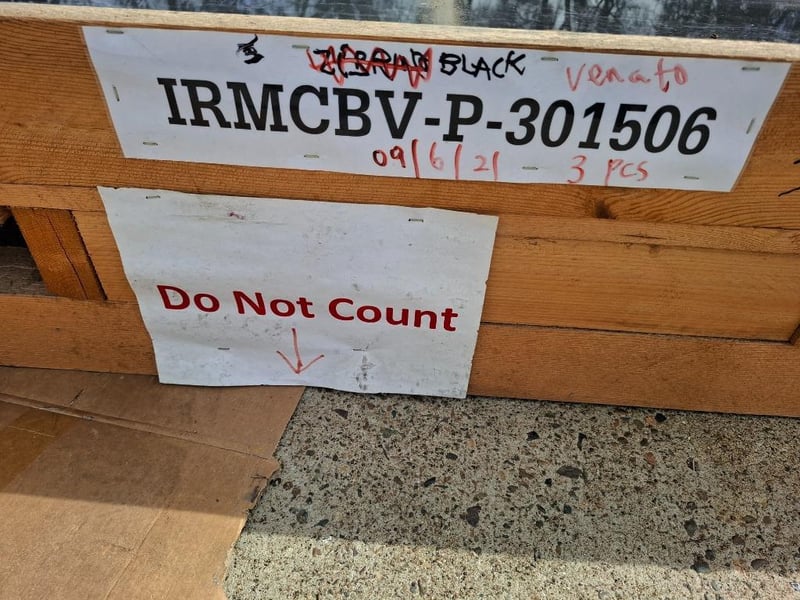 BLACK venato
IRMCBV-P-301506
09/6/21 3 pcs
Do Not Count